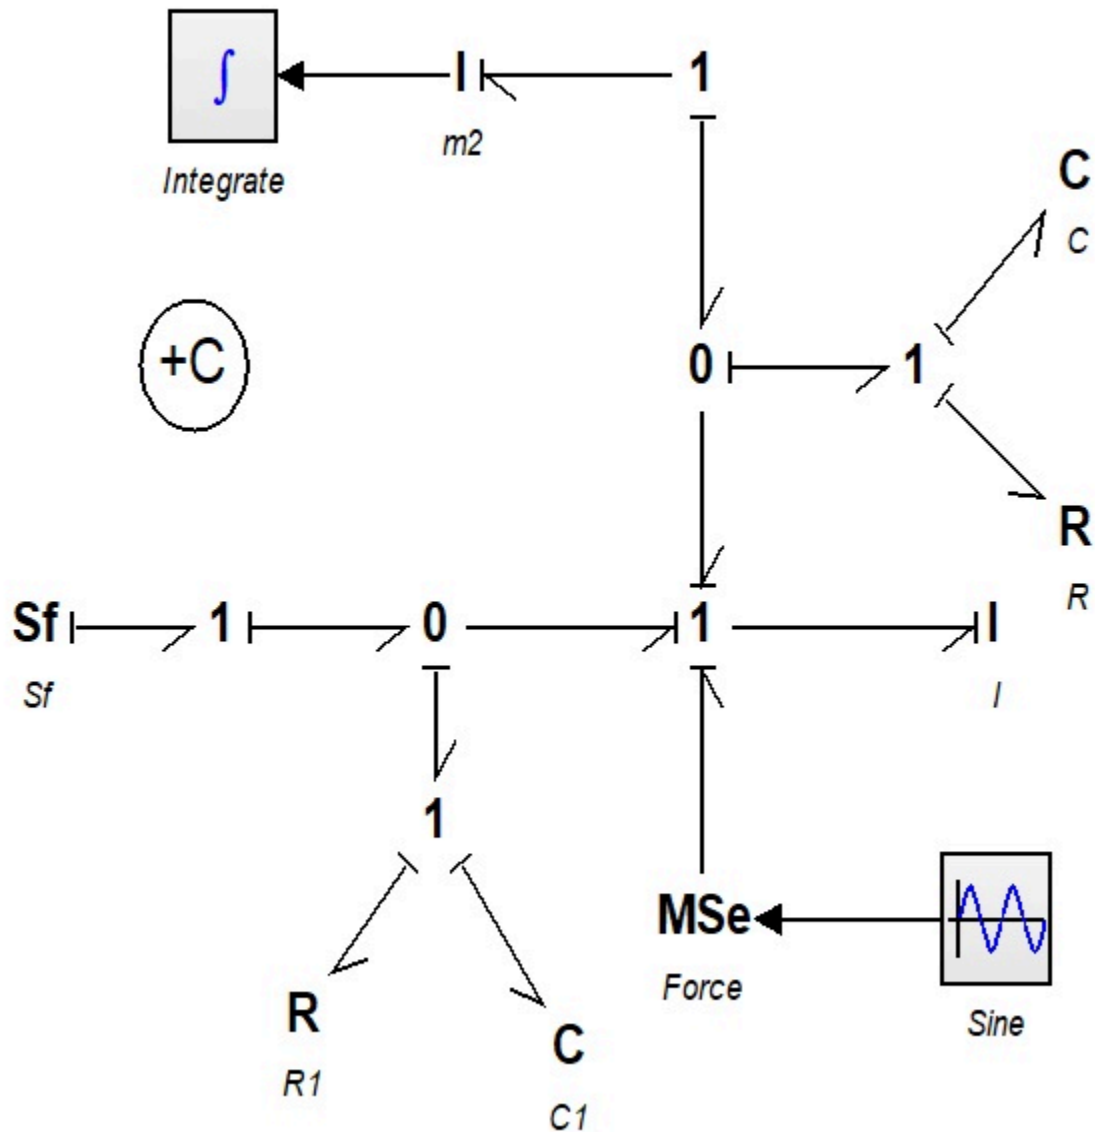 ∫
I
1
m2
Integrate
C
C
+C
0
1
R
R
Sf
1
0
1
I
Sf
I
1
MSe
Force
Sine
R
R1
C
C1